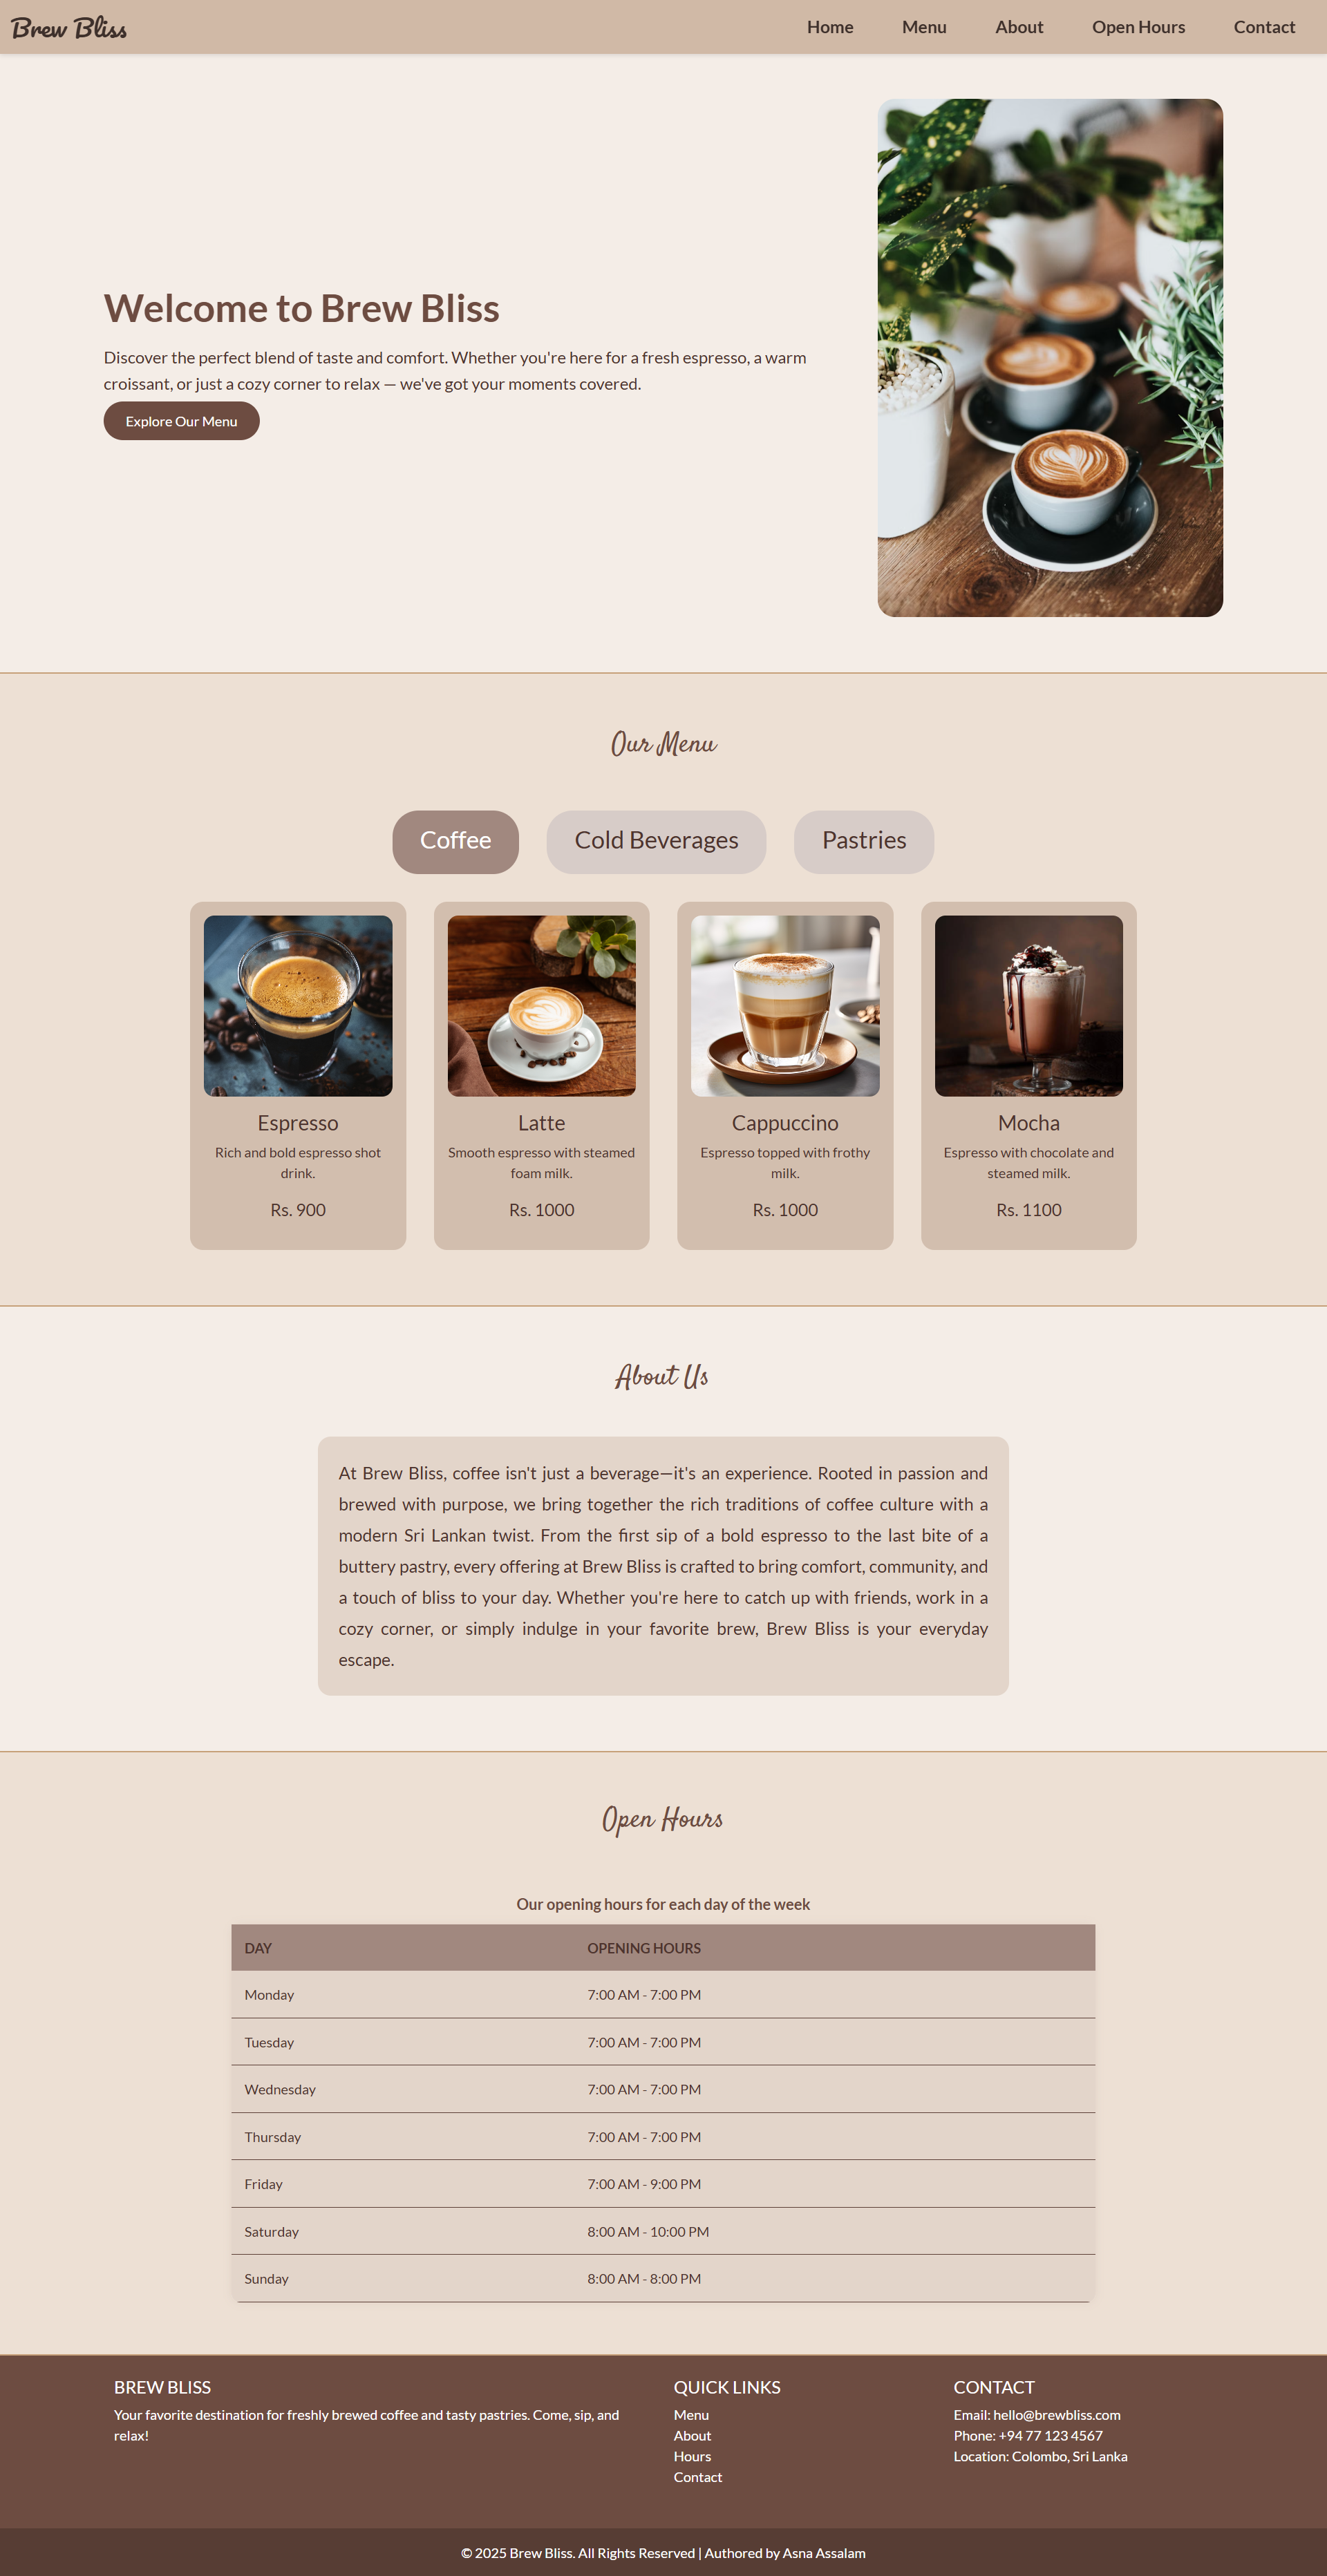 Brew Bliss
Home Menu About Open Hours Contact
Welcome to Brew Bliss
Discover the perfect blend of taste and comfort. Whether you're here for a fresh espresso, a warm
croissant, or just a cozy corner to relax — we've got your moments covered.
Explore Our Menu
Our Menu
Coffee Cold Beverages Pastries
Espresso
Rich and bold espresso shot
drink.
Rs. 900
Latte
Smooth espresso with steamed
foam milk.
Rs. 1000
Cappuccino
Espresso topped with frothy
milk.
Rs. 1000
Mocha
Espresso with chocolate and
steamed milk.
Rs. 1100
About Us
At Brew Bliss, coffee isn't just a beverage—it's an experience. Rooted in passion and
brewed with purpose, we bring together the rich traditions of coffee culture with a
modern Sri Lankan twist. From the first sip of a bold espresso to the last bite of a
buttery pastry, every offering at Brew Bliss is crafted to bring comfort, community, and
a touch of bliss to your day. Whether you're here to catch up with friends, work in a
cozy corner, or simply indulge in your favorite brew, Brew Bliss is your everyday
escape.
Open Hours
Our opening hours for each day of the week
DAY OPENING HOURS
Monday 7:00 AM - 7:00 PM
Tuesday 7:00 AM - 7:00 PM
Wednesday 7:00 AM - 7:00 PM
Thursday 7:00 AM - 7:00 PM
Friday 7:00 AM - 9:00 PM
Saturday 8:00 AM - 10:00 PM
Sunday 8:00 AM - 8:00 PM
BREW BLISS
Your favorite destination for freshly brewed coffee and tasty pastries. Come, sip, and
relax!
QUICK LINKS
Menu
About
Hours
Contact
CONTACT
Email: hello@brewbliss.com
Phone: +94 77 123 4567
Location: Colombo, Sri Lanka
© 2025 Brew Bliss. All Rights Reserved | Authored by Asna Assalam